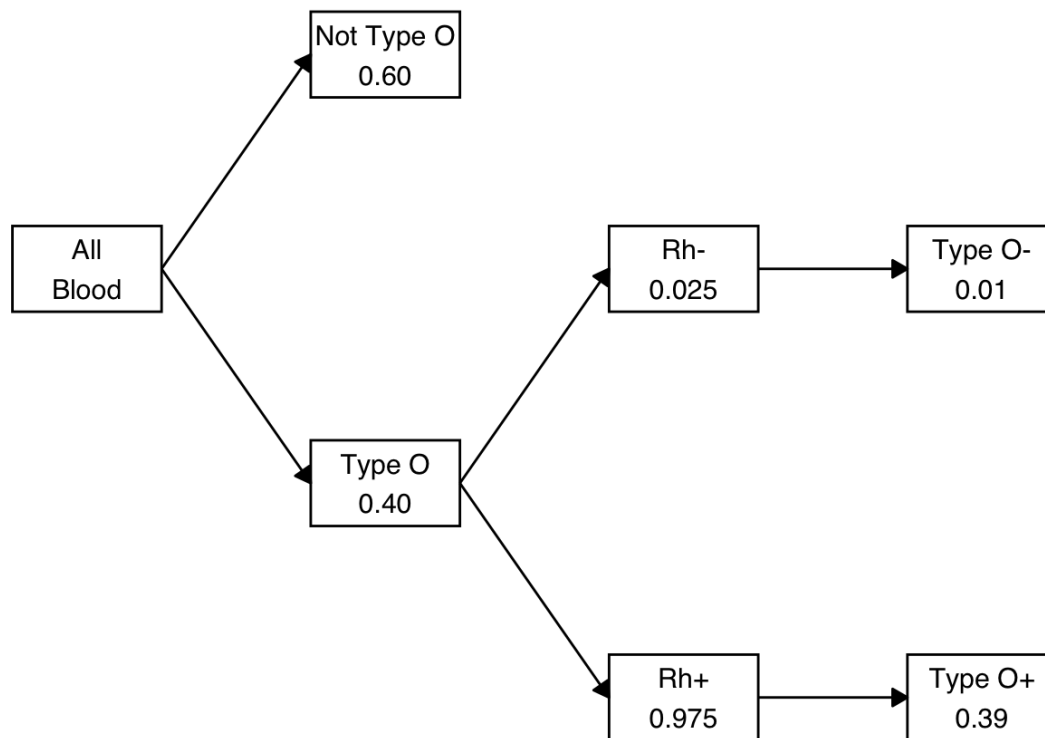 Not Type O
0.60
All
Blood
Rh-
0.025
Type O-
0.01
Type O
0.40
Rh+
0.975
Type O+
0.39